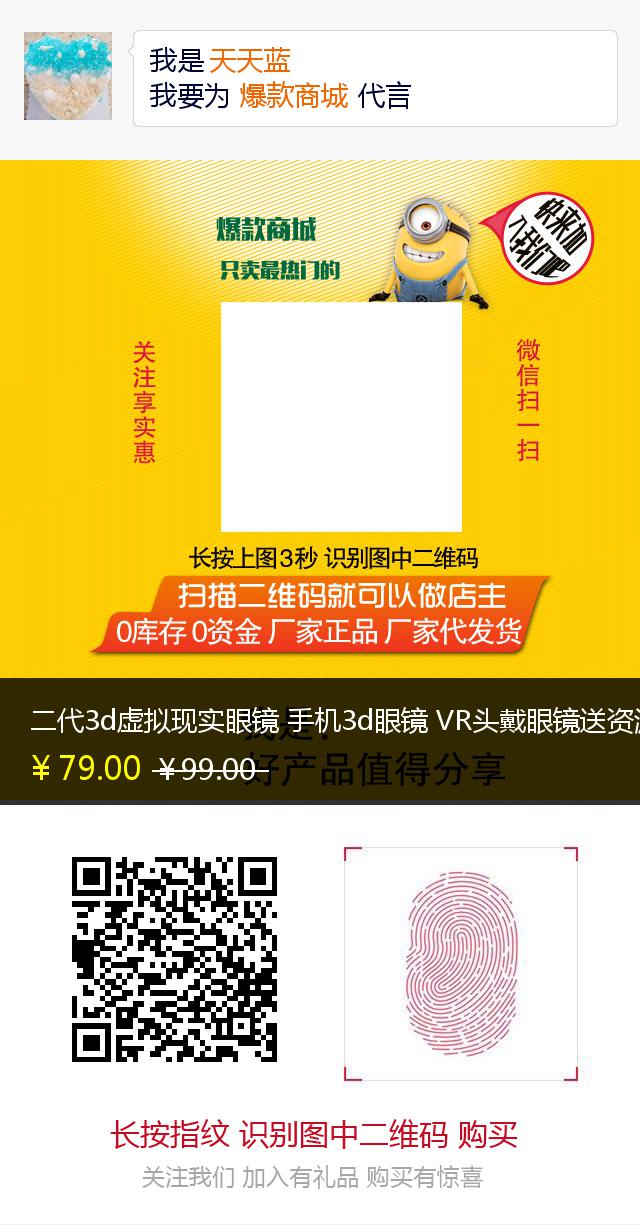 我是 天天蓝
我要为 爆款商城 代言
爆款商城
只卖最热门的
快来加
入我们吧
关注享实惠
微信扫一扫
长按上图3秒 识别图中二维码
扫描二维码就可以做店主
0库存 0资金 厂家正品 厂家代发货
二代3d虚拟现实眼镜 手机3d眼镜 VR头戴眼镜送资源
我是：
¥ 79.00 ¥99.00
好产品值得分享
长按指纹 识别图中二维码 购买
关注我们 加入有礼品 购买有惊喜